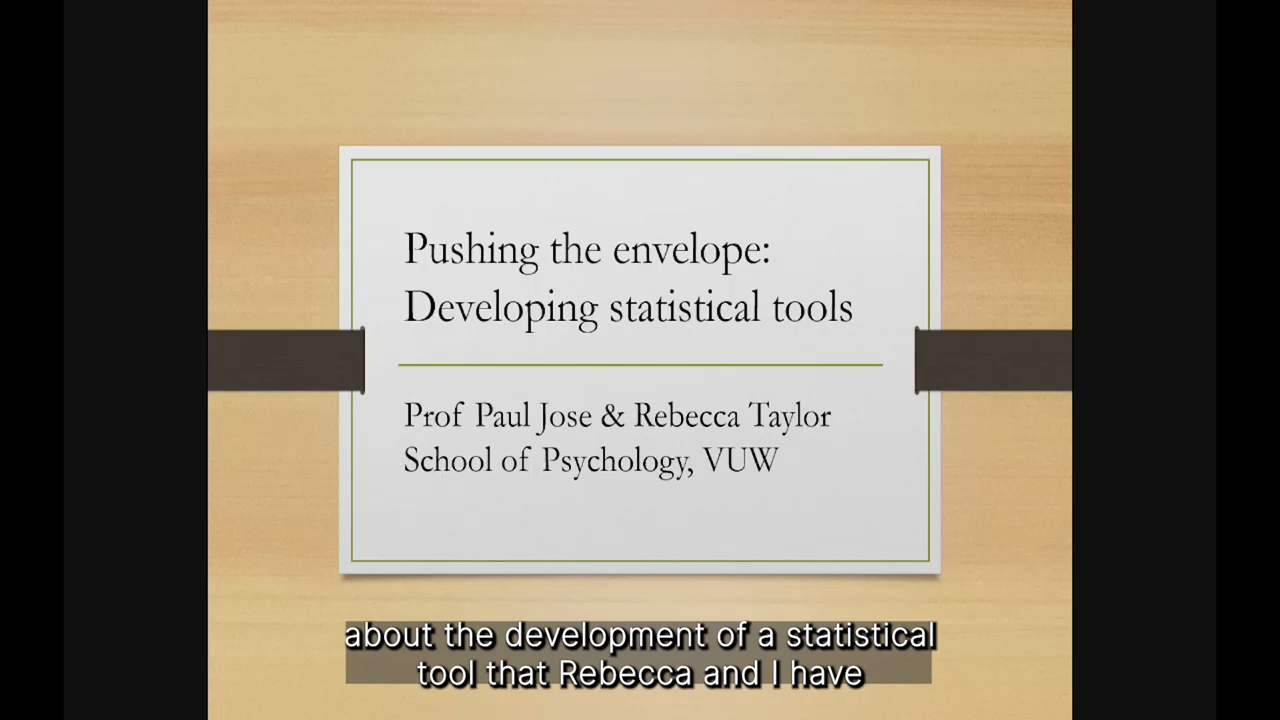 Pushing the envelope:
Developing statistical tools
Prof Paul Jose & Rebecca Taylor
School of Psychology, VUW
about the development of a statistical
tool that Rebecca and I have